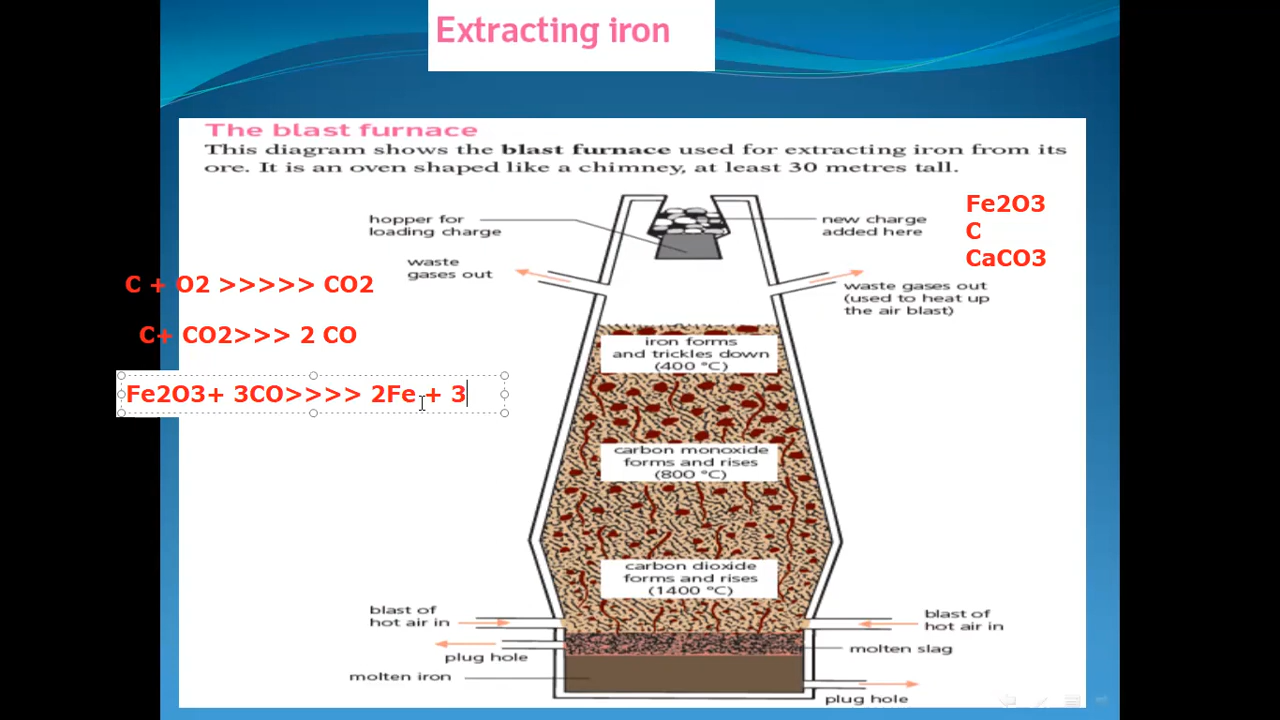 Extracting iron
The blast furnace
This diagram shows the blast furnace used for extracting iron from its
ore. It is an oven shaped like a chimney, at least 30 metres tall.
hopper for
loading charge
new charge
added here
Fe2O3
C
CaCO3
waste
gases out
waste gases out
(used to heat up
the air blast)
C + O2 >>>>> CO2
C+ CO2>>> 2 CO
Fe2O3+ 3CO>>>> 2Fe + 3
iron forms
and trickles down
(400 °C)
carbon monoxide
forms and rises
(800 °C)
carbon dioxide
forms and rises
(1400 °C)
blast of
hot air in
blast of
hot air in
plug hole
molten slag
molten iron
plug hole